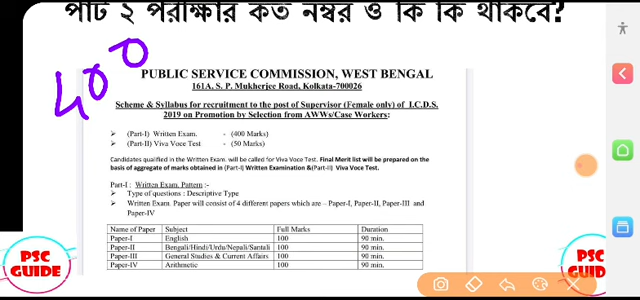 পার্ট ২ পরীক্ষার কত নম্বর ও কি কি থাকবে?
400
PUBLIC SERVICE COMMISSION, WEST BENGAL
161A, S. P. MUKHERJEE ROAD, KOLKATA-700026
Scheme & Syllabus for recruitment to the post of Supervisor (Female only) of I.C.D.S.
2019 on Promotion by Selection from AWWs/Case Workers:
➢ (Part-I) Written Exam. - (400 Marks)
➢ (Part-II) Viva Voce Test - (50 Marks)
Candidates qualified in the Written Exam. will be called for Viva Voce Test. Final Merit list will be prepared on the
basis of aggregate of marks obtained in (Part-I) Written Examination &(Part-II) Viva Voce Test.
Part-I : Written Exam. Pattern :-
➢ Type of questions : Descriptive Type
➢ Written Exam. Paper will consist of 4 different papers which are – Paper-I, Paper-II, Paper-III and
Paper-IV
Name of Paper Subject Full Marks Duration
Paper-I English 100 90 min.
Paper-II Bengali/Hindi/Urdu/Nepali/Santali 100 90 min.
Paper-III General Studies & Current Affairs 100 90 min.
Paper-IV Arithmetic 100 90 min.
PSC
GUIDE
PSC
GUIDE